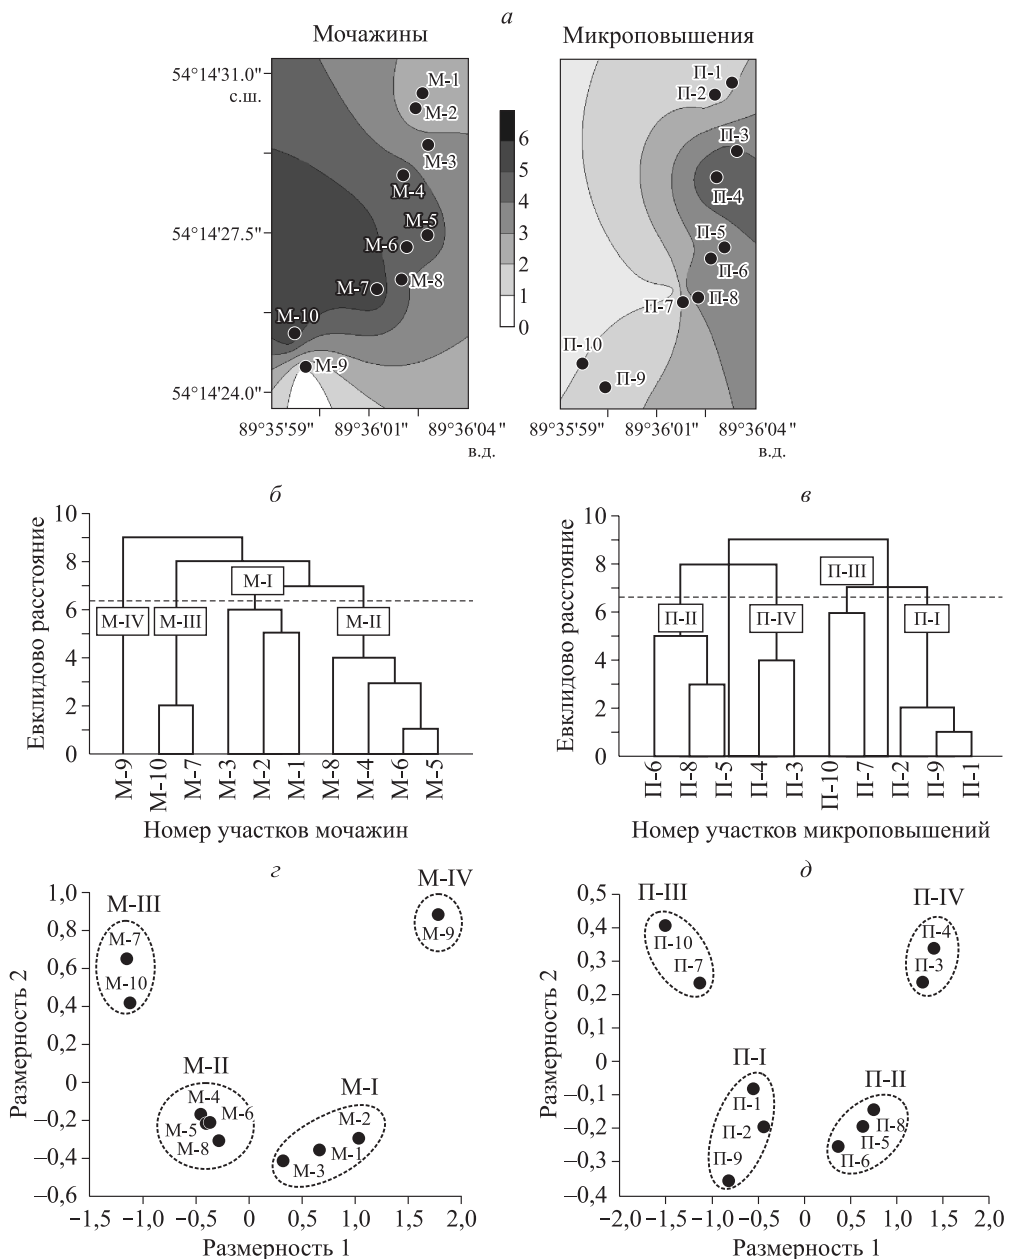 а
Мочажины
Микроповышения
54°14'31.0"
с.ш.
54°14'27.5"
54°14'24.0"
М-1
М-2
М-3
М-4
М-5
М-6
М-7
М-8
М-10
М-9
6
5
4
3
2
1
0
П-1
П-2
П-3
П-4
П-5
П-6
П-7
П-8
П-10
П-9
89°35'59" 89°36'01" 89°36'04"
в.д.
89°35'59" 89°36'01" 89°36'04"
в.д.
б
Евклидово расстояние
10
8
6
4
2
0
М-I
М-IV
М-III
М-II
М-9 М-10 М-7 М-3 М-2 М-1 М-8 М-4 М-6 М-5
Номер участков мочажин
в
Евклидово расстояние
10
8
6
4
2
0
П-III
П-II
П-IV
П-I
П-6 П-8 П-5 П-4 П-3 П-10 П-7 П-2 П-9 П-1
Номер участков микроповышений
г
Размерность 2
1,0
0,8
0,6
0,4
0,2
0
–0,2
–0,4
–0,6
М-III
М-7
М-10
М-IV
М-9
М-II
М-4
М-6
М-5
М-8
М-I
М-2
М-1
М-3
–1,5 –1,0 –0,5 0 0,5 1,0 1,5 2,0
Размерность 1
д
Размерность 2
0,5
0,4
0,3
0,2
0,1
0
–0,1
–0,2
–0,3
–0,4
П-III
П-10
П-7
П-IV
П-4
П-3
П-I
П-1
П-2
П-9
П-II
П-8
П-5
П-6
–2,0 –1,5 –1,0 –0,5 0 0,5 1,0 1,5 2,0
Размерность 1